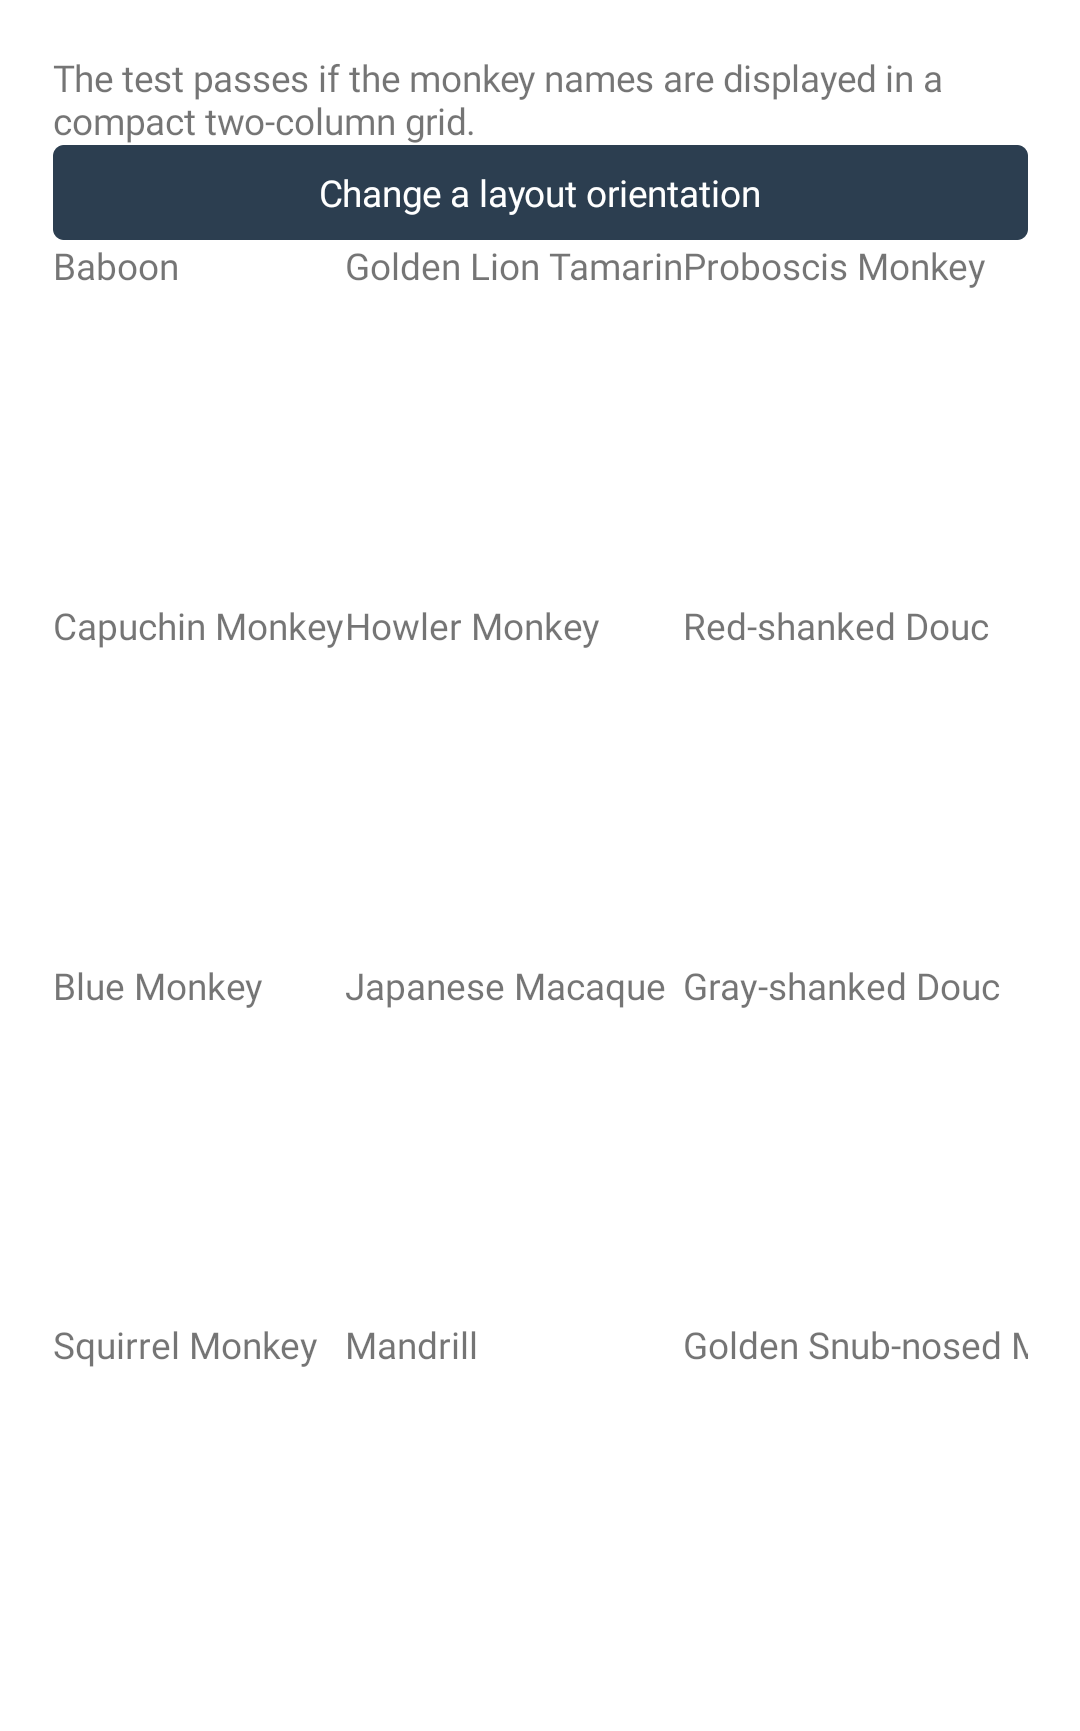 The test passes if the monkey names are displayed in a
compact two-column grid.
Change a layout orientation
Baboon Golden Lion Tamarin Proboscis Monkey
Capuchin Monkey Howler Monkey Red-shanked Douc
Blue Monkey Japanese Macaque Gray-shanked Douc
Squirrel Monkey Mandrill Golden Snub-nosed